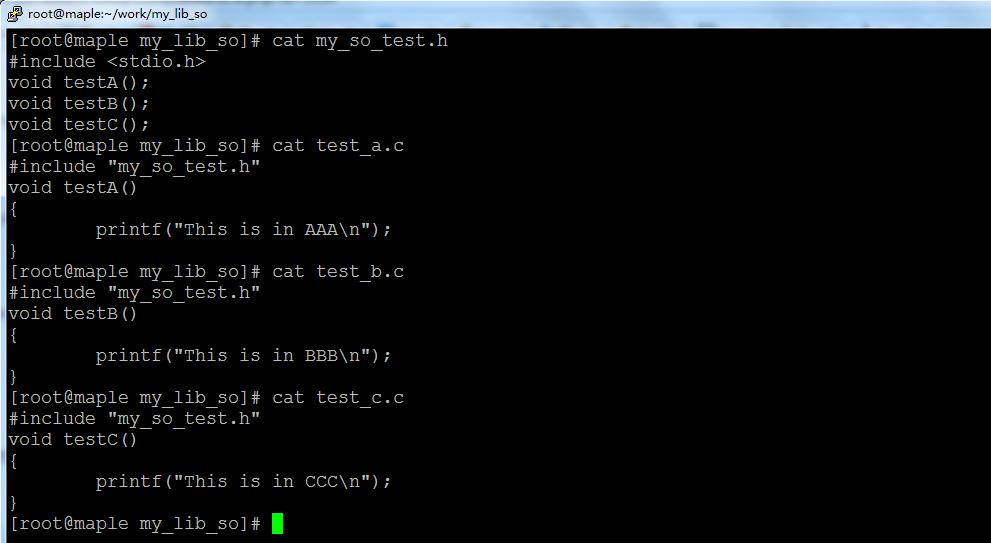 root@maple:~/work/my_lib_so
[root@maple my_lib_so]# cat my_so_test.h
#include <stdio.h>
void testA();
void testB();
void testC();
[root@maple my_lib_so]# cat test_a.c
#include "my_so_test.h"
void testA()
{
        printf("This is in AAA\n");
}
[root@maple my_lib_so]# cat test_b.c
#include "my_so_test.h"
void testB()
{
        printf("This is in BBB\n");
}
[root@maple my_lib_so]# cat test_c.c
#include "my_so_test.h"
void testC()
{
        printf("This is in CCC\n");
}
[root@maple my_lib_so]#